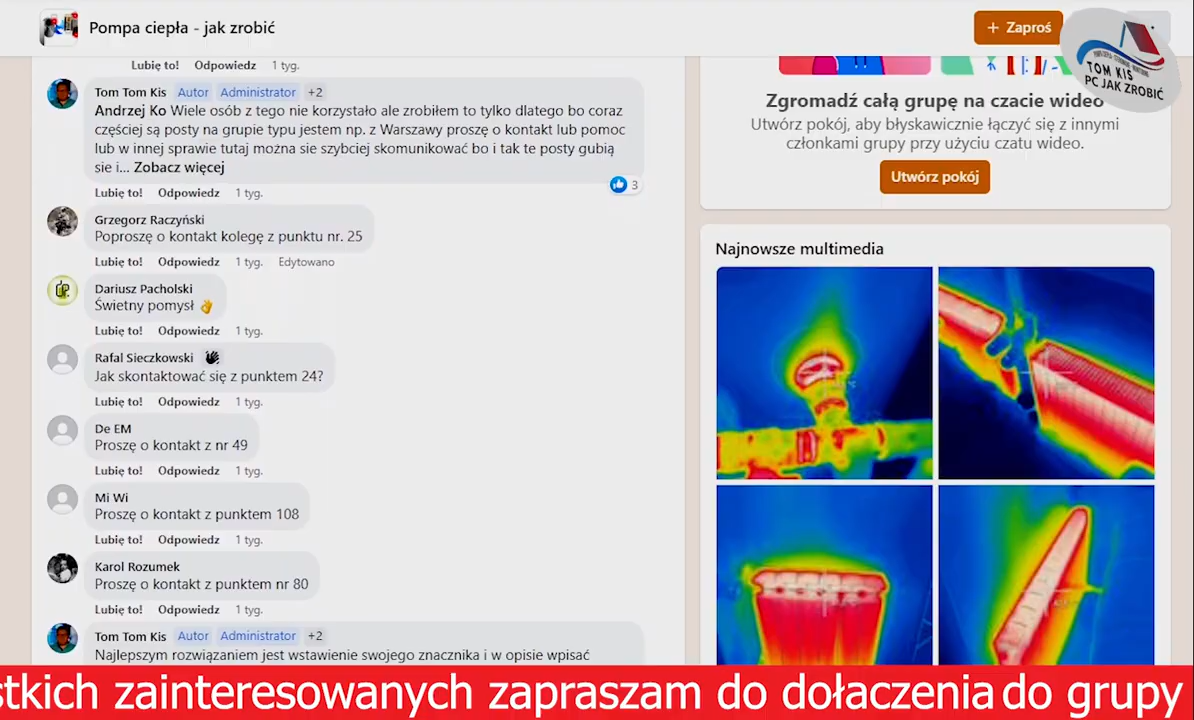 Pompa ciepła - jak zrobić
+ Zaproś
TOM KIS
PC JAK ZROBIĆ
Lubię to! Odpowiedz 1 tyg.
Tom Tom Kis Autor Administrator +2
Andrzej Ko Wiele osób z tego nie korzystało ale zrobiłem to tylko dlatego bo coraz
częściej są posty na grupie typu jestem np. z Warszawy proszę o kontakt lub pomoc
lub w innej sprawie tutaj można sie szybciej skomunikować bo i tak te posty gubią
sie i... Zobacz więcej
3
Lubię to! Odpowiedz 1 tyg.
Grzegorz Raczyński
Poproszę o kontakt kolegę z punktu nr. 25
Lubię to! Odpowiedz 1 tyg. Edytowano
Dariusz Pacholski
Świetny pomysł 👌
Lubię to! Odpowiedz 1 tyg.
Rafal Sieczkowski
Jak skontaktować się z punktem 24?
Lubię to! Odpowiedz 1 tyg.
De EM
Proszę o kontakt z nr 49
Lubię to! Odpowiedz 1 tyg.
Mi Wi
Proszę o kontakt z punktem 108
Lubię to! Odpowiedz 1 tyg.
Karol Rozumek
Proszę o kontakt z punktem nr 80
Lubię to! Odpowiedz 1 tyg.
Tom Tom Kis Autor Administrator +2
Najlepszym rozwiązaniem jest wstawienie swojego znacznika i w opisie wpisać
Zgromadź całą grupę na czacie wideo
Utwórz pokój, aby błyskawicznie łączyć się z innymi
członkami grupy przy użyciu czatu wideo.
Utwórz pokój
Najnowsze multimedia
stkich zainteresowanych zapraszam do dołaczenia do grupy